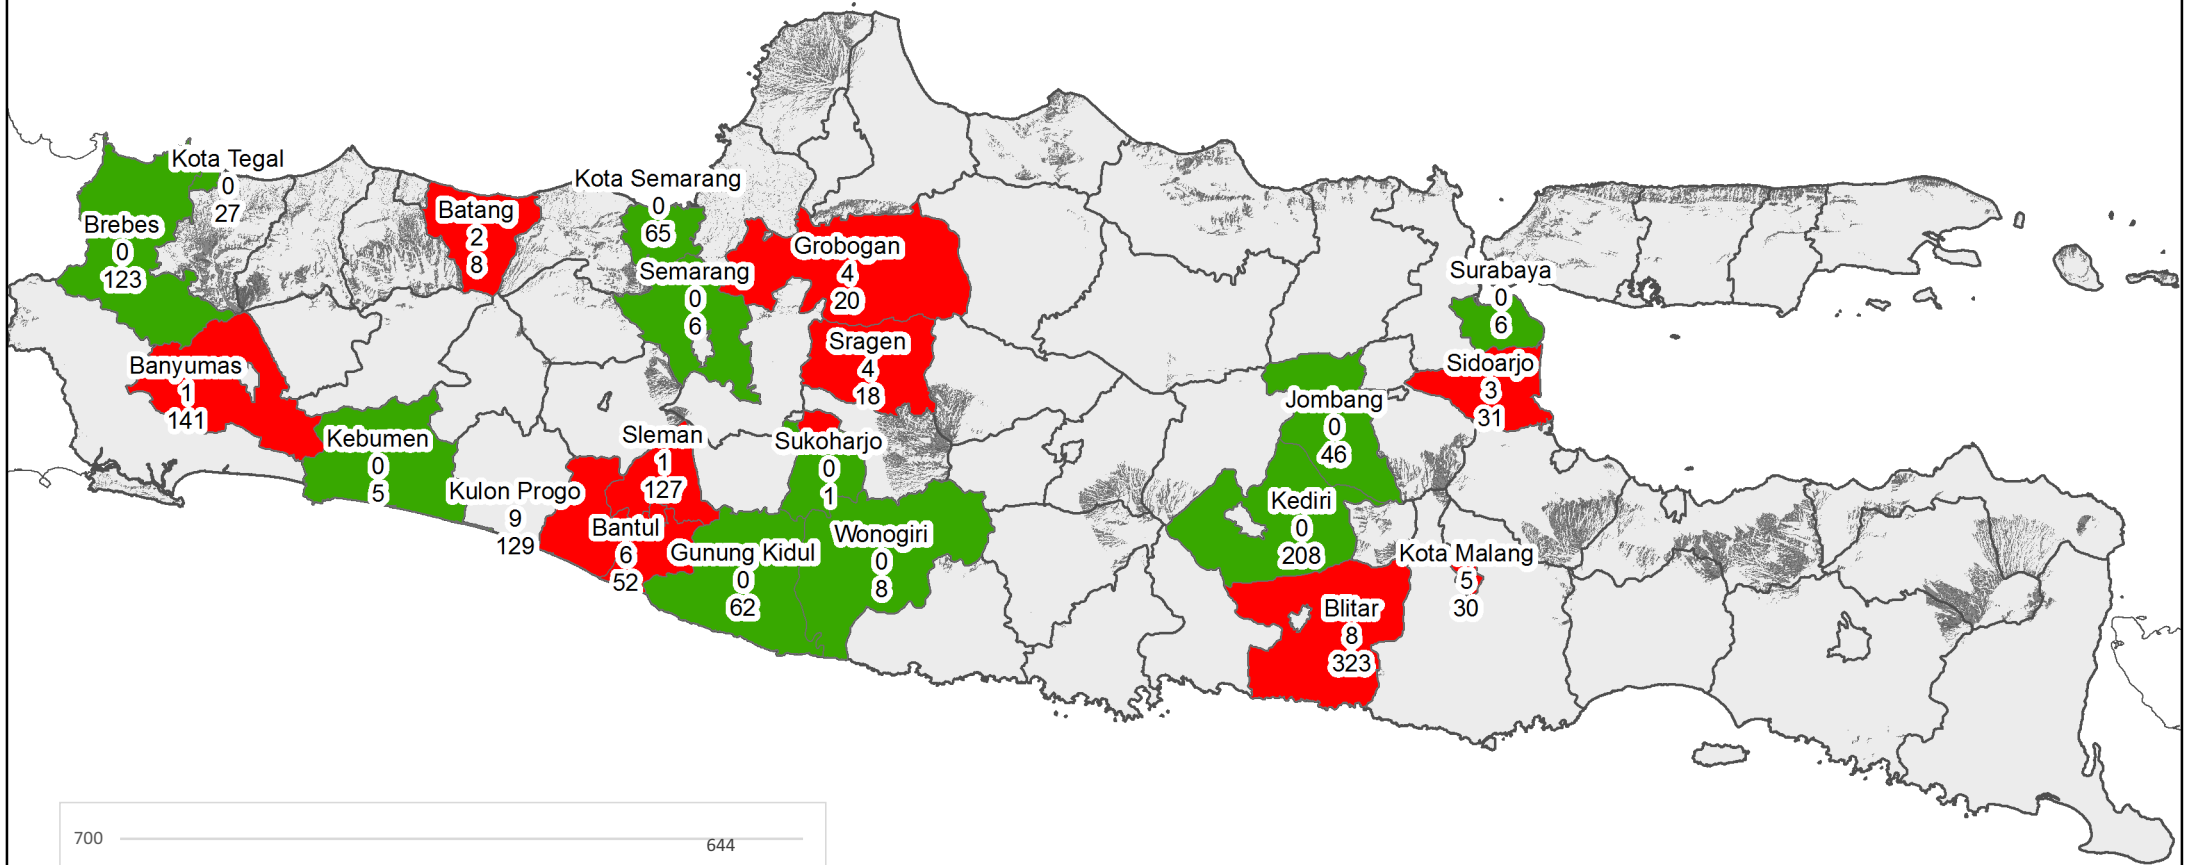 Kota Tegal
0
27
Brebes
0
123
Batang
2
8
Kota Semarang
0
65
Semarang
0
6
Grobogan
4
20
Sragen
4
18
Banyumas
1
141
Kebumen
0
5
Kulon Progo
9
129
Sleman
1
127
Bantul
6
52
Sukoharjo
0
1
Gunung Kidul
0
62
Wonogiri
0
8
Surabaya
0
6
Sidoarjo
3
31
Jombang
0
46
Kediri
0
208
Kota Malang
5
30
Blitar
8
323
700
644